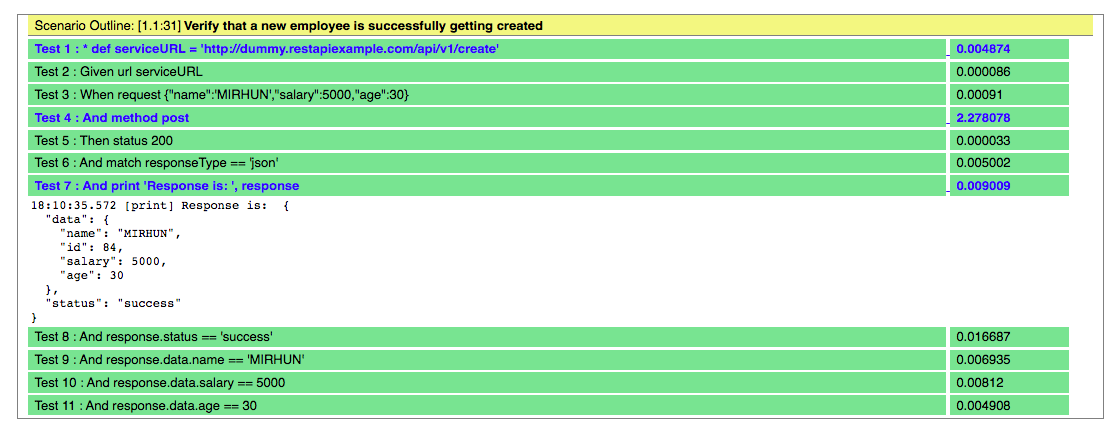 Scenario Outline: [1.1:31] Verify that a new employee is successfully getting created
Test 1 : * def serviceURL = 'http://dummy.restapiexample.com/api/v1/create' 0.004874
Test 2 : Given url serviceURL 0.000086
Test 3 : When request {"name":'MIRHUN',"salary":5000,"age":30} 0.00091
Test 4 : And method post 2.278078
Test 5 : Then status 200 0.000033
Test 6 : And match responseType == 'json' 0.005002
Test 7 : And print 'Response is: ', response 0.009009
18:10:35.572 [print] Response is:  {
  "data": {
    "name": "MIRHUN",
    "id": 84,
    "salary": 5000,
    "age": 30
  },
  "status": "success"
}
Test 8 : And response.status == 'success' 0.016687
Test 9 : And response.data.name == 'MIRHUN' 0.006935
Test 10 : And response.data.salary == 5000 0.00812
Test 11 : And response.data.age == 30 0.004908